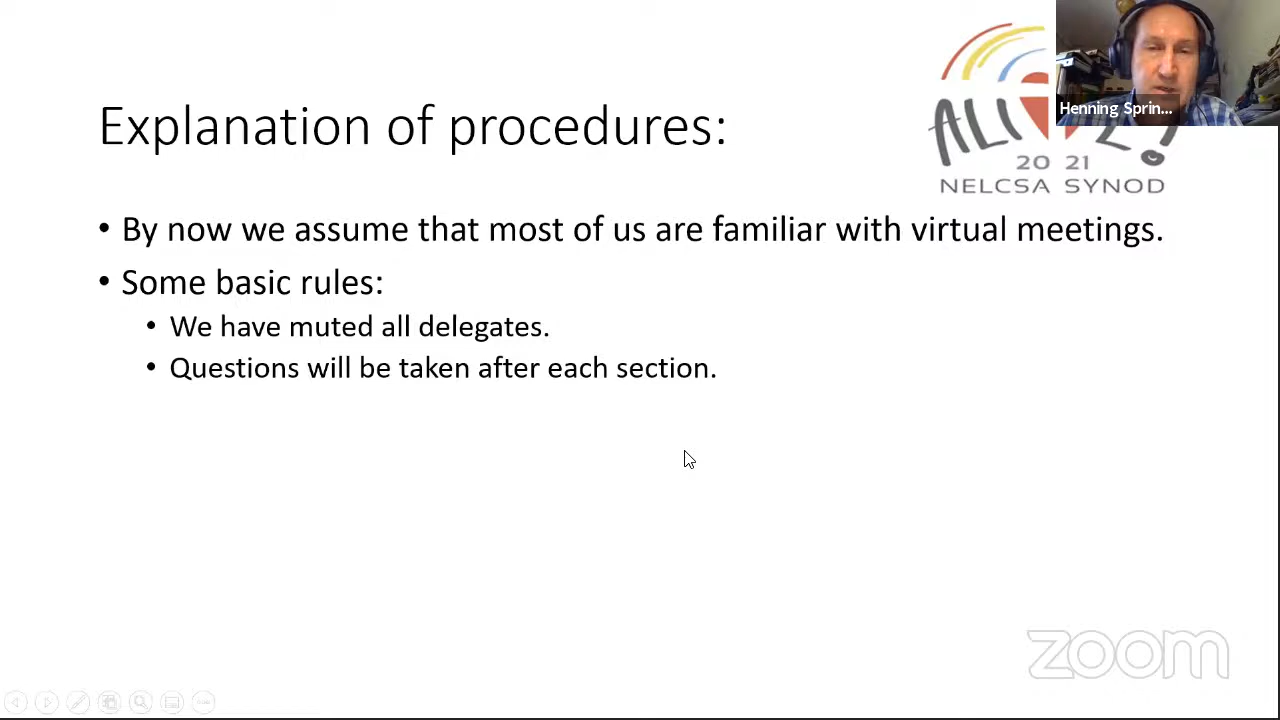 Explanation of procedures:
ALIVE!
20 21
NELCSA SYNOD
Henning Sprin...
• By now we assume that most of us are familiar with virtual meetings.
• Some basic rules:
• We have muted all delegates.
• Questions will be taken after each section.
zoom